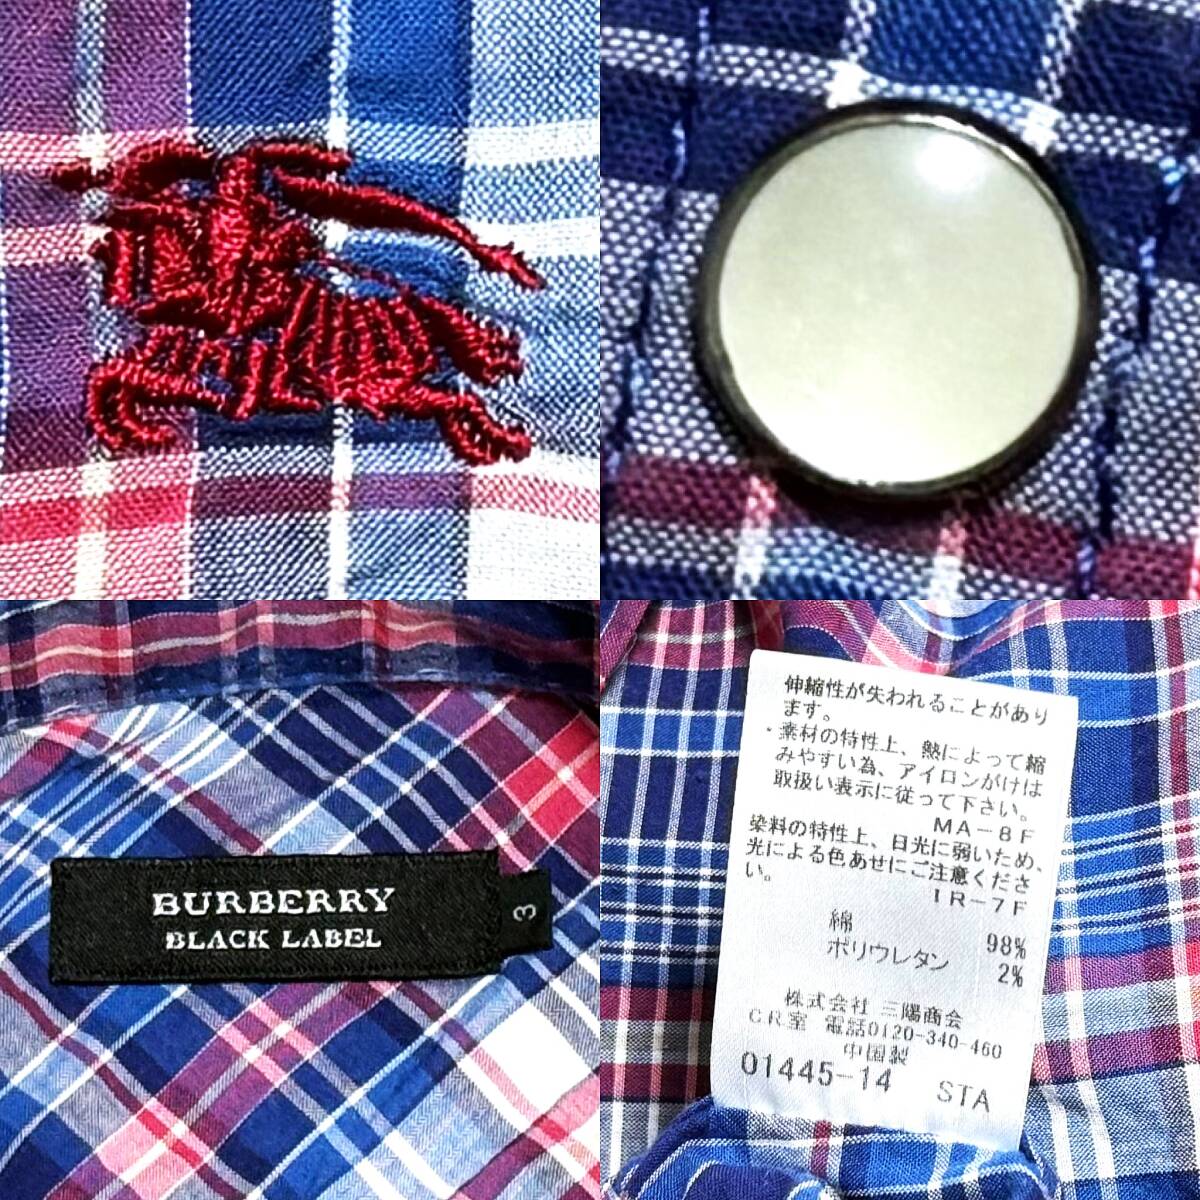 BURBERRY
BLACK LABEL
3
伸縮性が失われることがあり
ます。
・素材の特性上、熱によって縮
みやすい為、アイロンがけは
取扱い表示に従って下さい。
MA-8F
染料の特性上、日光に弱いため、
光による色あせにご注意くださ
い。
IR-7F
綿 98%
ポリウレタン 2%
株式会社 三陽商会
C.R.室 電話0120-340-460
中国製
01445-14 STA